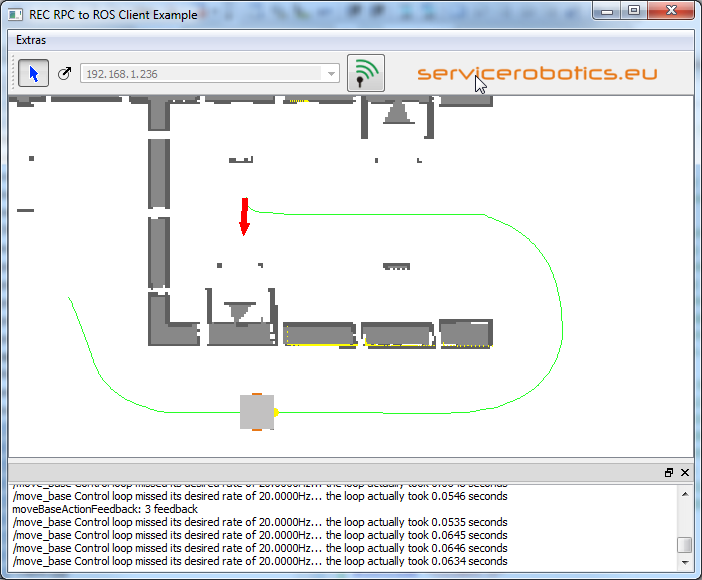 REC RPC to ROS Client Example
Extras
192.168.1.236
servicerobotics.eu
/move_base Control loop missed its desired rate of 20.0000Hz... the loop actually took 0.0546 seconds
moveBaseActionFeedback: 3 feedback
/move_base Control loop missed its desired rate of 20.0000Hz... the loop actually took 0.0535 seconds
/move_base Control loop missed its desired rate of 20.0000Hz... the loop actually took 0.0645 seconds
/move_base Control loop missed its desired rate of 20.0000Hz... the loop actually took 0.0646 seconds
/move_base Control loop missed its desired rate of 20.0000Hz... the loop actually took 0.0634 seconds